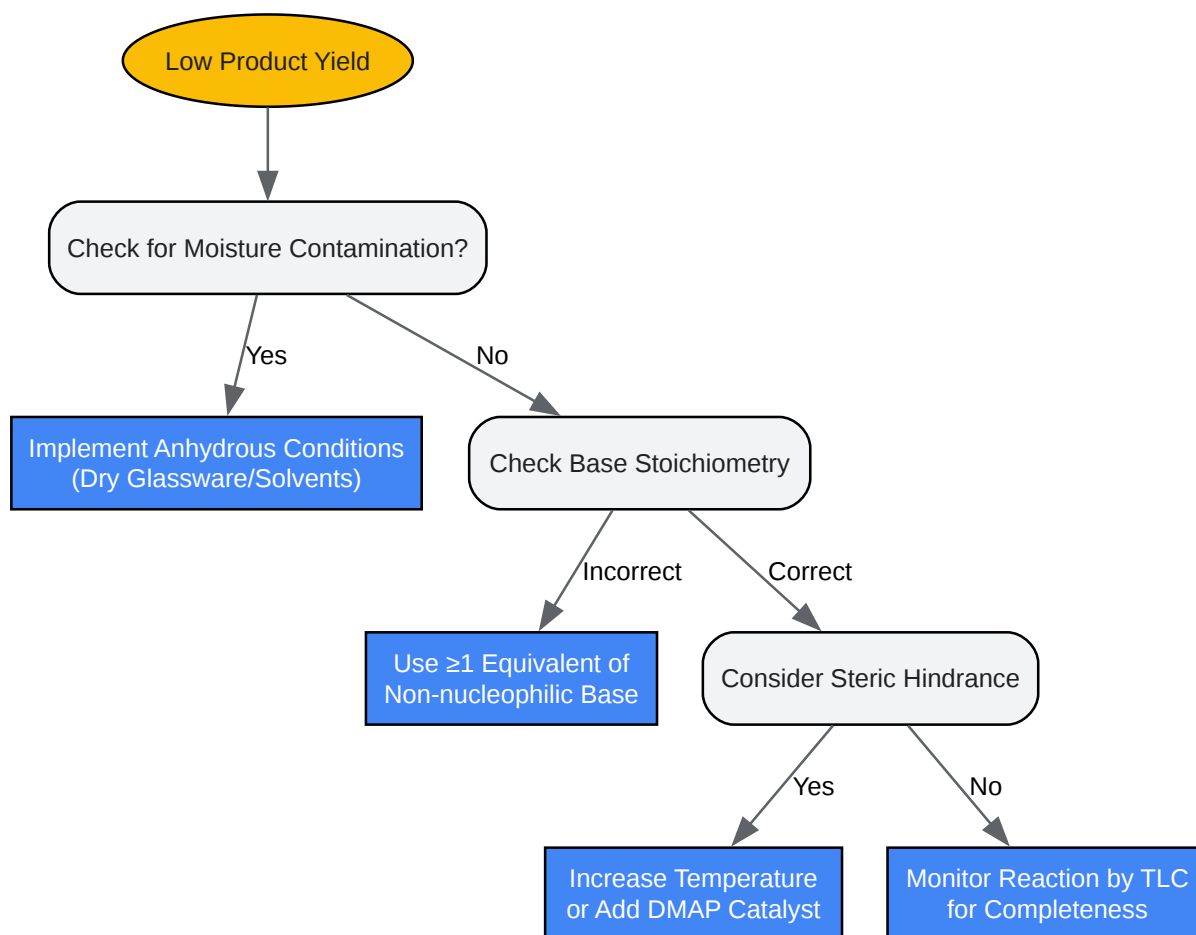 Low Product Yield
Check for Moisture Contamination?
Yes
No
Implement Anhydrous Conditions
(Dry Glassware/Solvents)
Check Base Stoichiometry
Incorrect
Correct
Use ≥1 Equivalent of
Non-nucleophilic Base
Consider Steric Hindrance
Yes
No
Increase Temperature
or Add DMAP Catalyst
Monitor Reaction by TLC
for Completeness